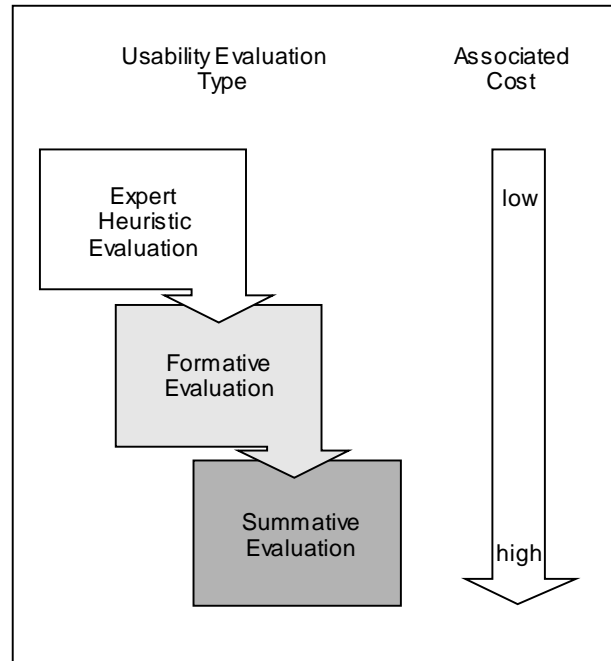 Usability Evaluation
Type
Associated
Cost
Expert
Heuristic
Evaluation
low
Formative
Evaluation
Summative
Evaluation
high